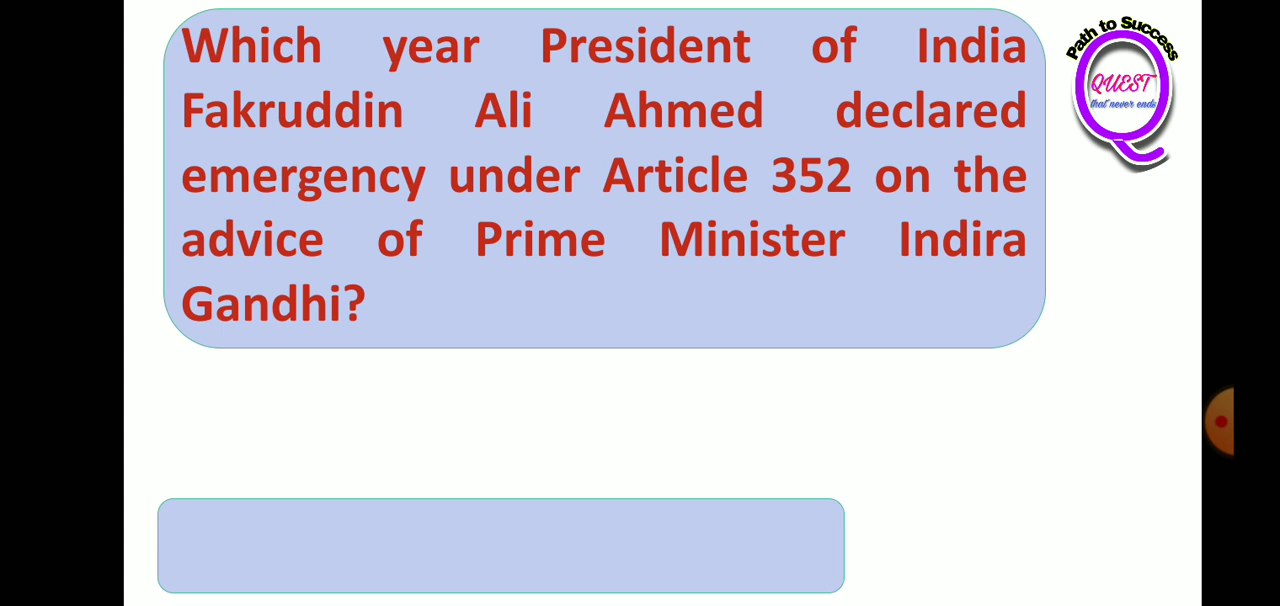 Which year President of India
Fakruddin Ali Ahmed declared
emergency under Article 352 on the
advice of Prime Minister Indira
Gandhi?
Path to Success
QUEST
that never ends